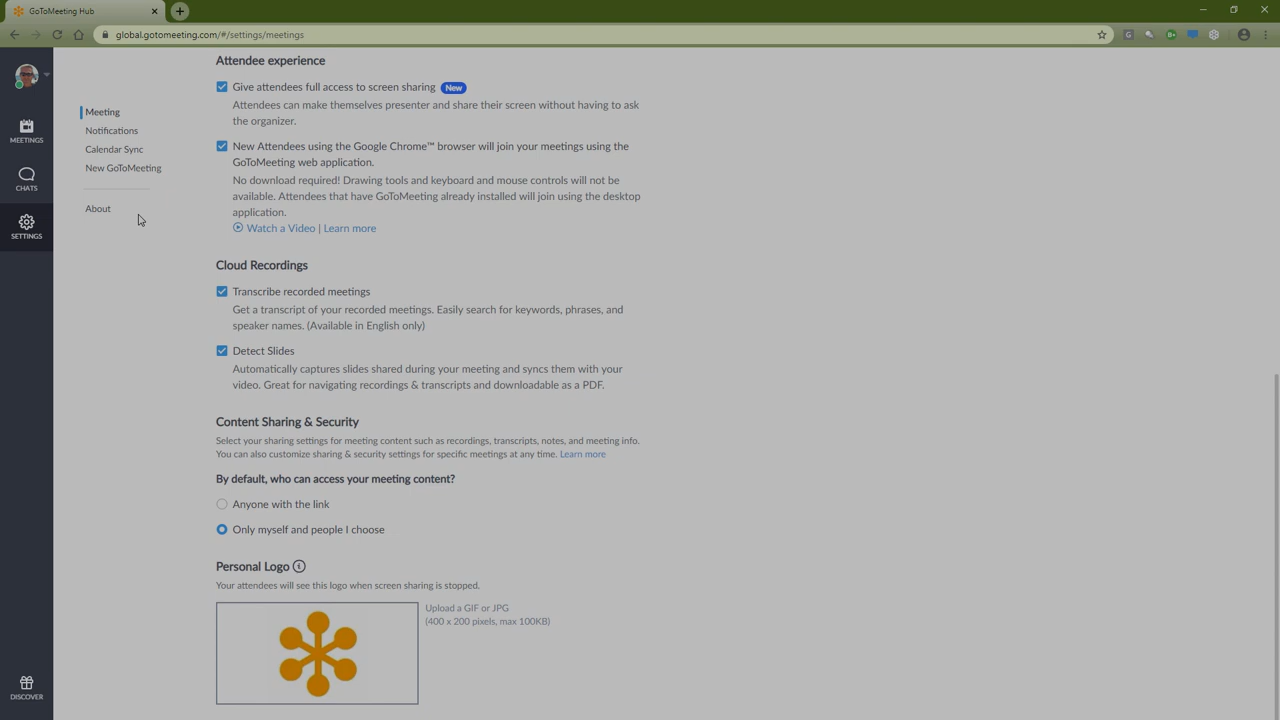 GoToMeeting Hub
global.gotomeeting.com/#/settings/meetings
MEETINGS
CHATS
SETTINGS
DISCOVER
Meeting
Notifications
Calendar Sync
New GoToMeeting
About
Attendee experience
Give attendees full access to screen sharing New
Attendees can make themselves presenter and share their screen without having to ask
the organizer.
New Attendees using the Google Chrome™ browser will join your meetings using the
GoToMeeting web application.
No download required! Drawing tools and keyboard and mouse controls will not be
available. Attendees that have GoToMeeting already installed will join using the desktop
application.
Watch a Video | Learn more
Cloud Recordings
Transcribe recorded meetings
Get a transcript of your recorded meetings. Easily search for keywords, phrases, and
speaker names. (Available in English only)
Detect Slides
Automatically captures slides shared during your meeting and syncs them with your
video. Great for navigating recordings & transcripts and downloadable as a PDF.
Content Sharing & Security
Select your sharing settings for meeting content such as recordings, transcripts, notes, and meeting info.
You can also customize sharing & security settings for specific meetings at any time. Learn more
By default, who can access your meeting content?
Anyone with the link
Only myself and people I choose
Personal Logo
Your attendees will see this logo when screen sharing is stopped.
Upload a GIF or JPG
(400 x 200 pixels, max 100KB)